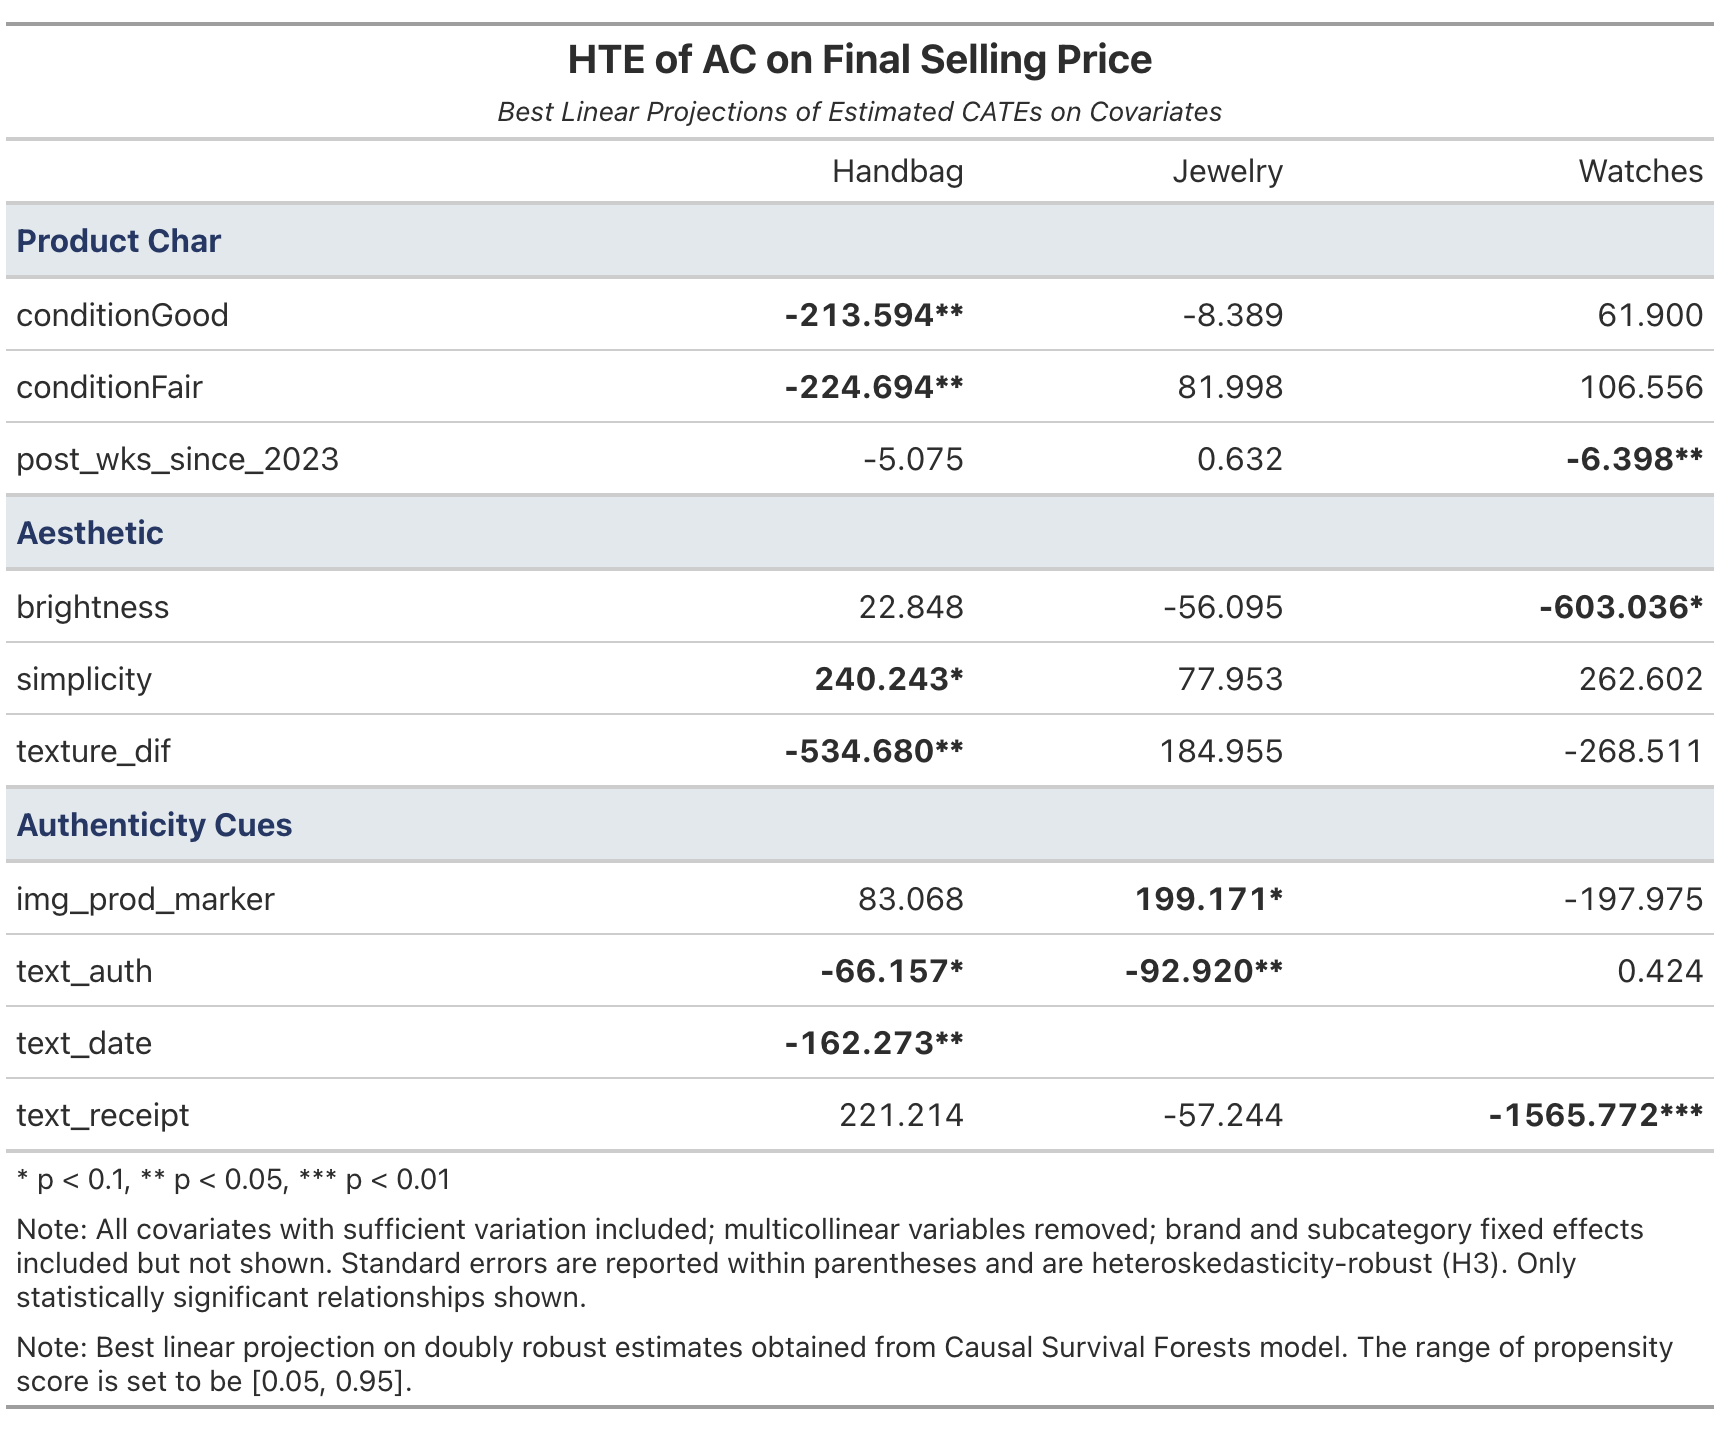 HTE of AC on Final Selling Price
Best Linear Projections of Estimated CATEs on Covariates
Handbag Jewelry Watches
Product Char
conditionGood -213.594** -8.389 61.900
conditionFair -224.694** 81.998 106.556
post_wks_since_2023 -5.075 0.632 -6.398**
Aesthetic
brightness 22.848 -56.095 -603.036*
simplicity 240.243* 77.953 262.602
texture_dif -534.680** 184.955 -268.511
Authenticity Cues
img_prod_marker 83.068 199.171* -197.975
text_auth -66.157* -92.920** 0.424
text_date -162.273**
text_receipt 221.214 -57.244 -1565.772***
* p < 0.1, ** p < 0.05, *** p < 0.01
Note: All covariates with sufficient variation included; multicollinear variables removed; brand and subcategory fixed effects
included but not shown. Standard errors are reported within parentheses and are heteroskedasticity-robust (H3). Only
statistically significant relationships shown.
Note: Best linear projection on doubly robust estimates obtained from Causal Survival Forests model. The range of propensity
score is set to be [0.05, 0.95].